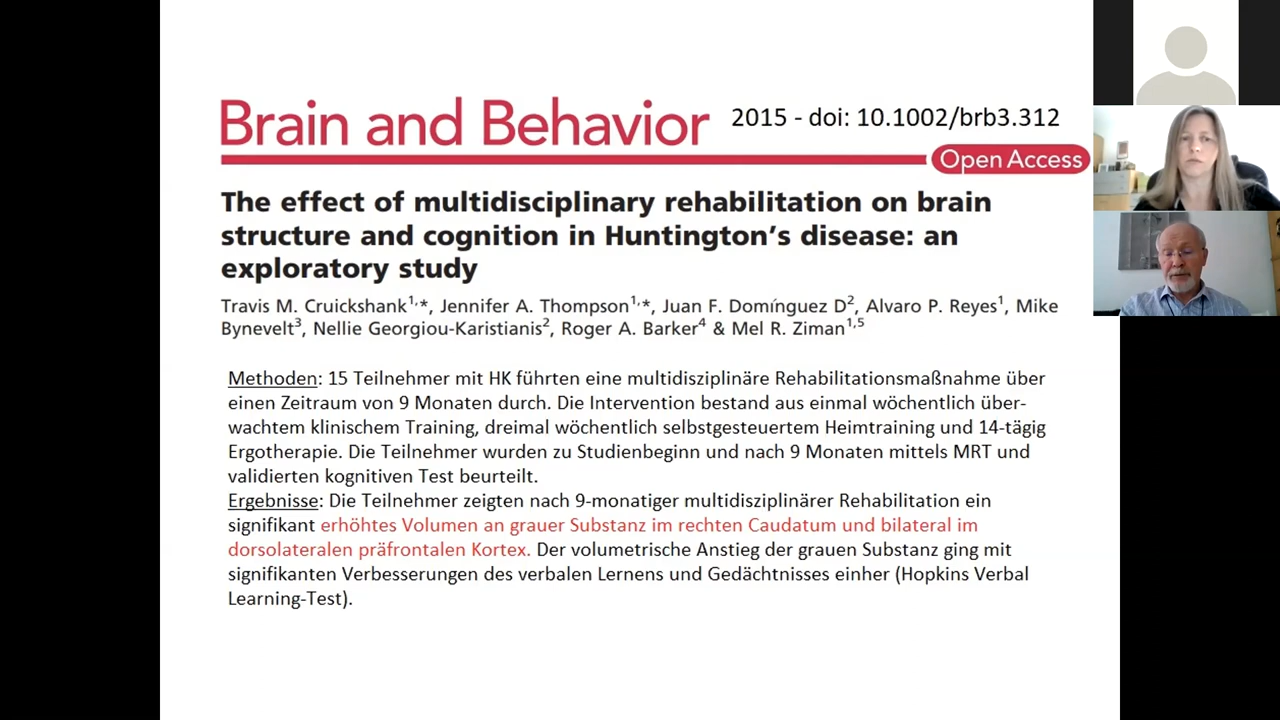 Brain and Behavior
2015 - doi: 10.1002/brb3.312
Open Access
The effect of multidisciplinary rehabilitation on brain
structure and cognition in Huntington’s disease: an
exploratory study
Travis M. Cruickshank1,*, Jennifer A. Thompson1,*, Juan F. Domínguez D2, Alvaro P. Reyes1, Mike
Bynevelt3, Nellie Georgiou-Karistianis2, Roger A. Barker4 & Mel R. Ziman1,5
Methoden: 15 Teilnehmer mit HK führten eine multidisziplinäre Rehabilitationsmaßnahme über
einen Zeitraum von 9 Monaten durch. Die Intervention bestand aus einmal wöchentlich über-
wachtem klinischem Training, dreimal wöchentlich selbstgesteuertem Heimtraining und 14-tägig
Ergotherapie. Die Teilnehmer wurden zu Studienbeginn und nach 9 Monaten mittels MRT und
validierten kognitiven Test beurteilt.
Ergebnisse: Die Teilnehmer zeigten nach 9-monatiger multidisziplinärer Rehabilitation ein
signifikant erhöhtes Volumen an grauer Substanz im rechten Caudatum und bilateral im
dorsolateralen präfrontalen Kortex. Der volumetrische Anstieg der grauen Substanz ging mit
signifikanten Verbesserungen des verbalen Lernens und Gedächtnisses einher (Hopkins Verbal
Learning-Test).